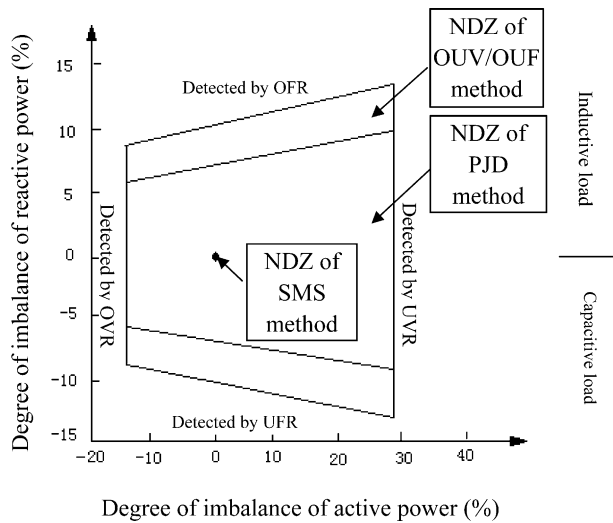 Degree of imbalance of reactive power (%)
15
10
5
0
-5
-10
-15
-20
-10
0
10
20
30
40
Degree of imbalance of active power (%)
Detected by OFR
Detected by OVR
Detected by UVR
Detected by UFR
NDZ of
OUV/OUF
method
NDZ of
PJD
method
NDZ of
SMS
method
Inductive load
Capacitive load